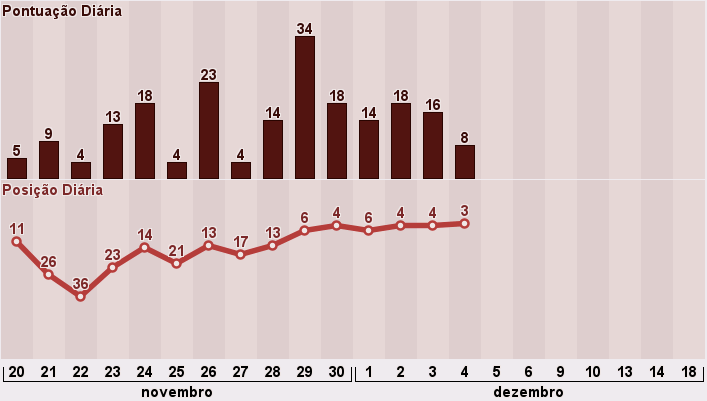 Pontuação Diária
5 9 4 13 18 4 23 4 14 34 18 14 18 16 8
Posição Diária
11 26 36 23 14 21 13 17 13 6 4 6 4 4 3
20 21 22 23 24 25 26 27 28 29 30 1 2 3 4 5 6 9 10 13 14 18
novembro dezembro